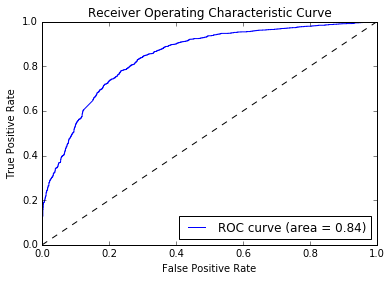 Receiver Operating Characteristic Curve
True Positive Rate
1.0
0.8
0.6
0.4
0.2
0.0
ROC curve (area = 0.84)
0.0 0.2 0.4 0.6 0.8 1.0
False Positive Rate